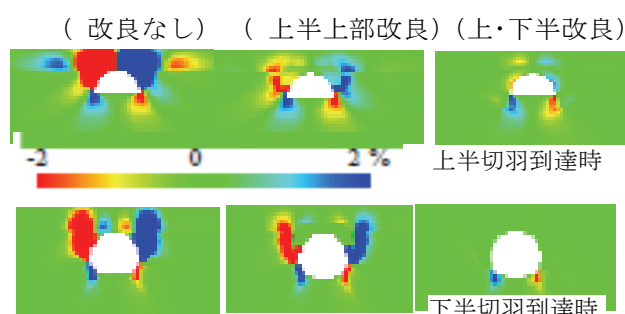 ( 改良なし) ( 上半上部改良)(上・下半改良)
-2 0 2 %
上半切羽到達時
下半切羽到達時